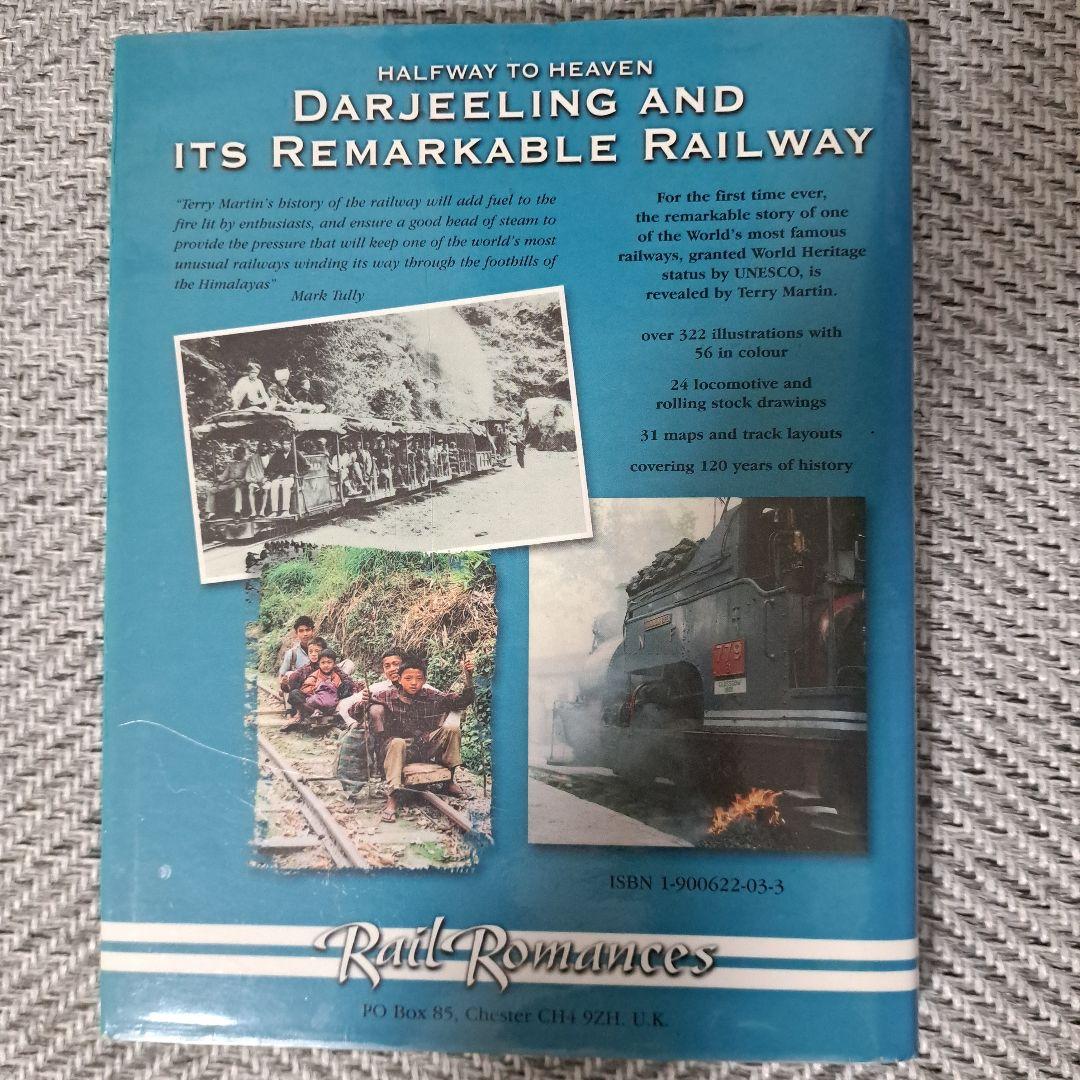 HALFWAY TO HEAVEN
DARJEELING AND
ITS REMARKABLE RAILWAY
"Terry Martin's history of the railway will add fuel to the
fire lit by enthusiasts, and ensure a good head of steam to
provide the pressure that will keep one of the world's most
unusual railways winding its way through the foothills of
the Himalayas"
Mark Tully
For the first time ever,
the remarkable story of one
of the World's most famous
railways, granted World Heritage
status by UNESCO, is
revealed by Terry Martin.
over 322 illustrations with
56 in colour
24 locomotive and
rolling stock drawings
31 maps and track layouts
covering 120 years of history
779
ISBN 1-900622-03-3
Rail Romances
PO Box 85, Chester CH4 9ZH. U.K.